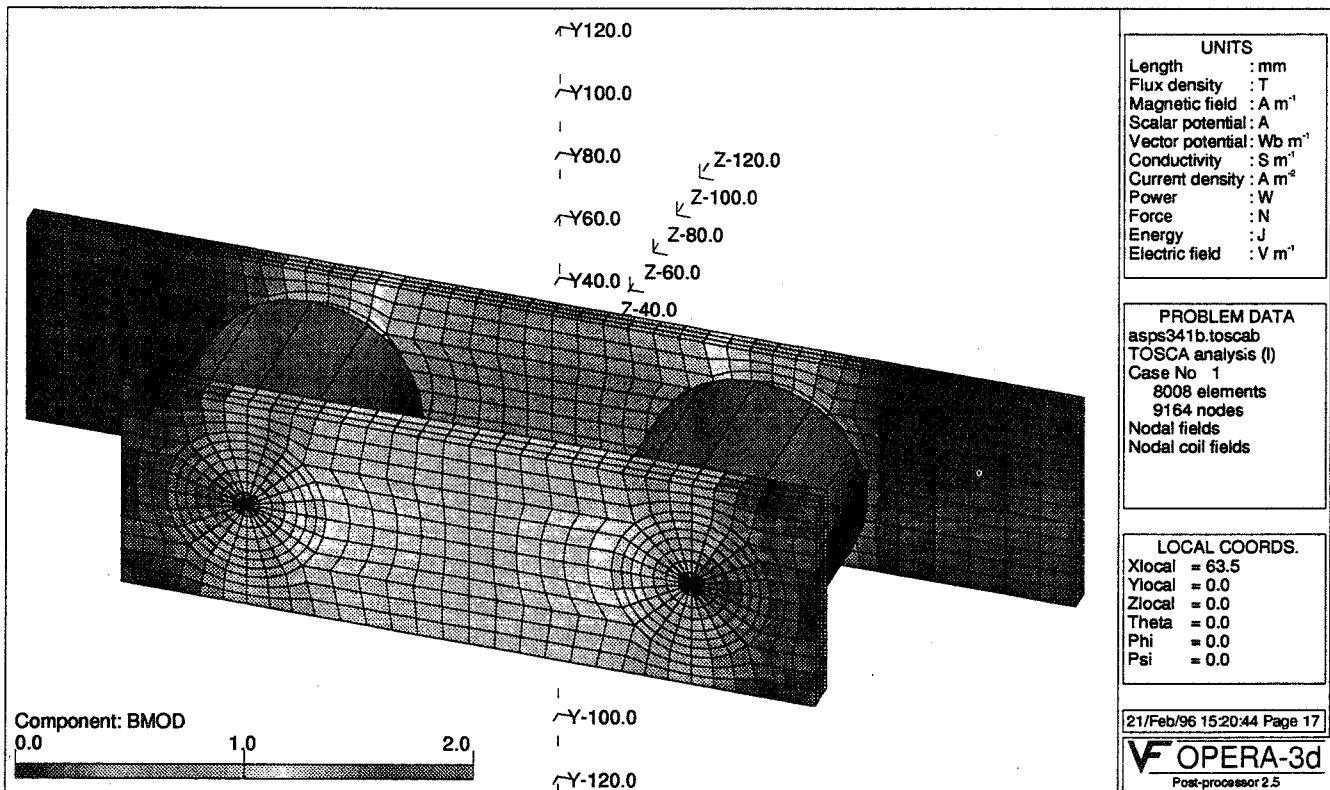 Y120.0
Y100.0
Y80.0
Y60.0
Y40.0
Z-120.0
Z-100.0
Z-80.0
Z-60.0
Z-40.0
Y-100.0
Y-120.0
Component: BMOD
0.0 1.0 2.0
UNITS
Length : mm
Flux density : T
Magnetic field : A m⁻¹
Scalar potential : A
Vector potential : Wb m⁻¹
Conductivity : S m⁻¹
Current density : A m⁻²
Power : W
Force : N
Energy : J
Electric field : V m⁻¹
PROBLEM DATA
asps341b.toscab
TOSCA analysis (I)
Case No 1
8008 elements
9164 nodes
Nodal fields
Nodal coil fields
LOCAL COORDS.
Xlocal = 63.5
Ylocal = 0.0
Zlocal = 0.0
Theta = 0.0
Phi = 0.0
Psi = 0.0
21/Feb/96 15:20:44 Page 17
VF OPERA-3d
Post-processor 2.5